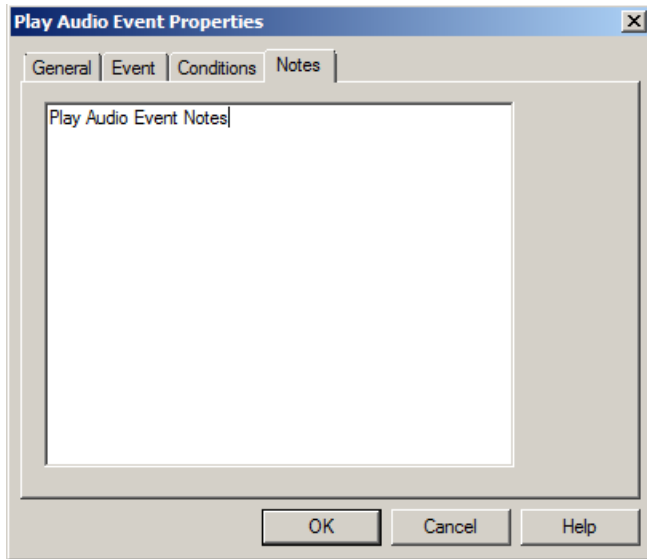 Play Audio Event Properties
General Event Conditions Notes
Play Audio Event Notes
OK Cancel Help